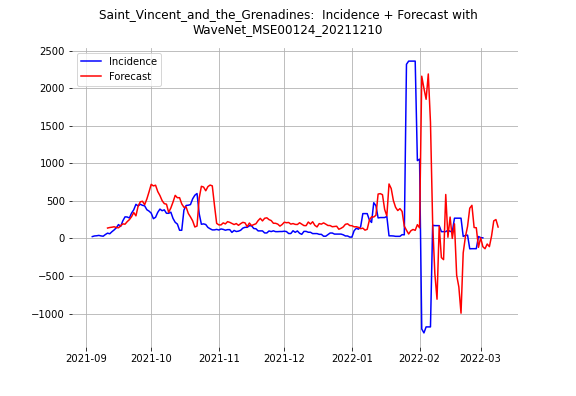 Saint_Vincent_and_the_Grenadines:  Incidence + Forecast with
WaveNet_MSE00124_20211210
Incidence
Forecast
2500
2000
1500
1000
500
0
−500
−1000
2021-09 2021-10 2021-11 2021-12 2022-01 2022-02 2022-03